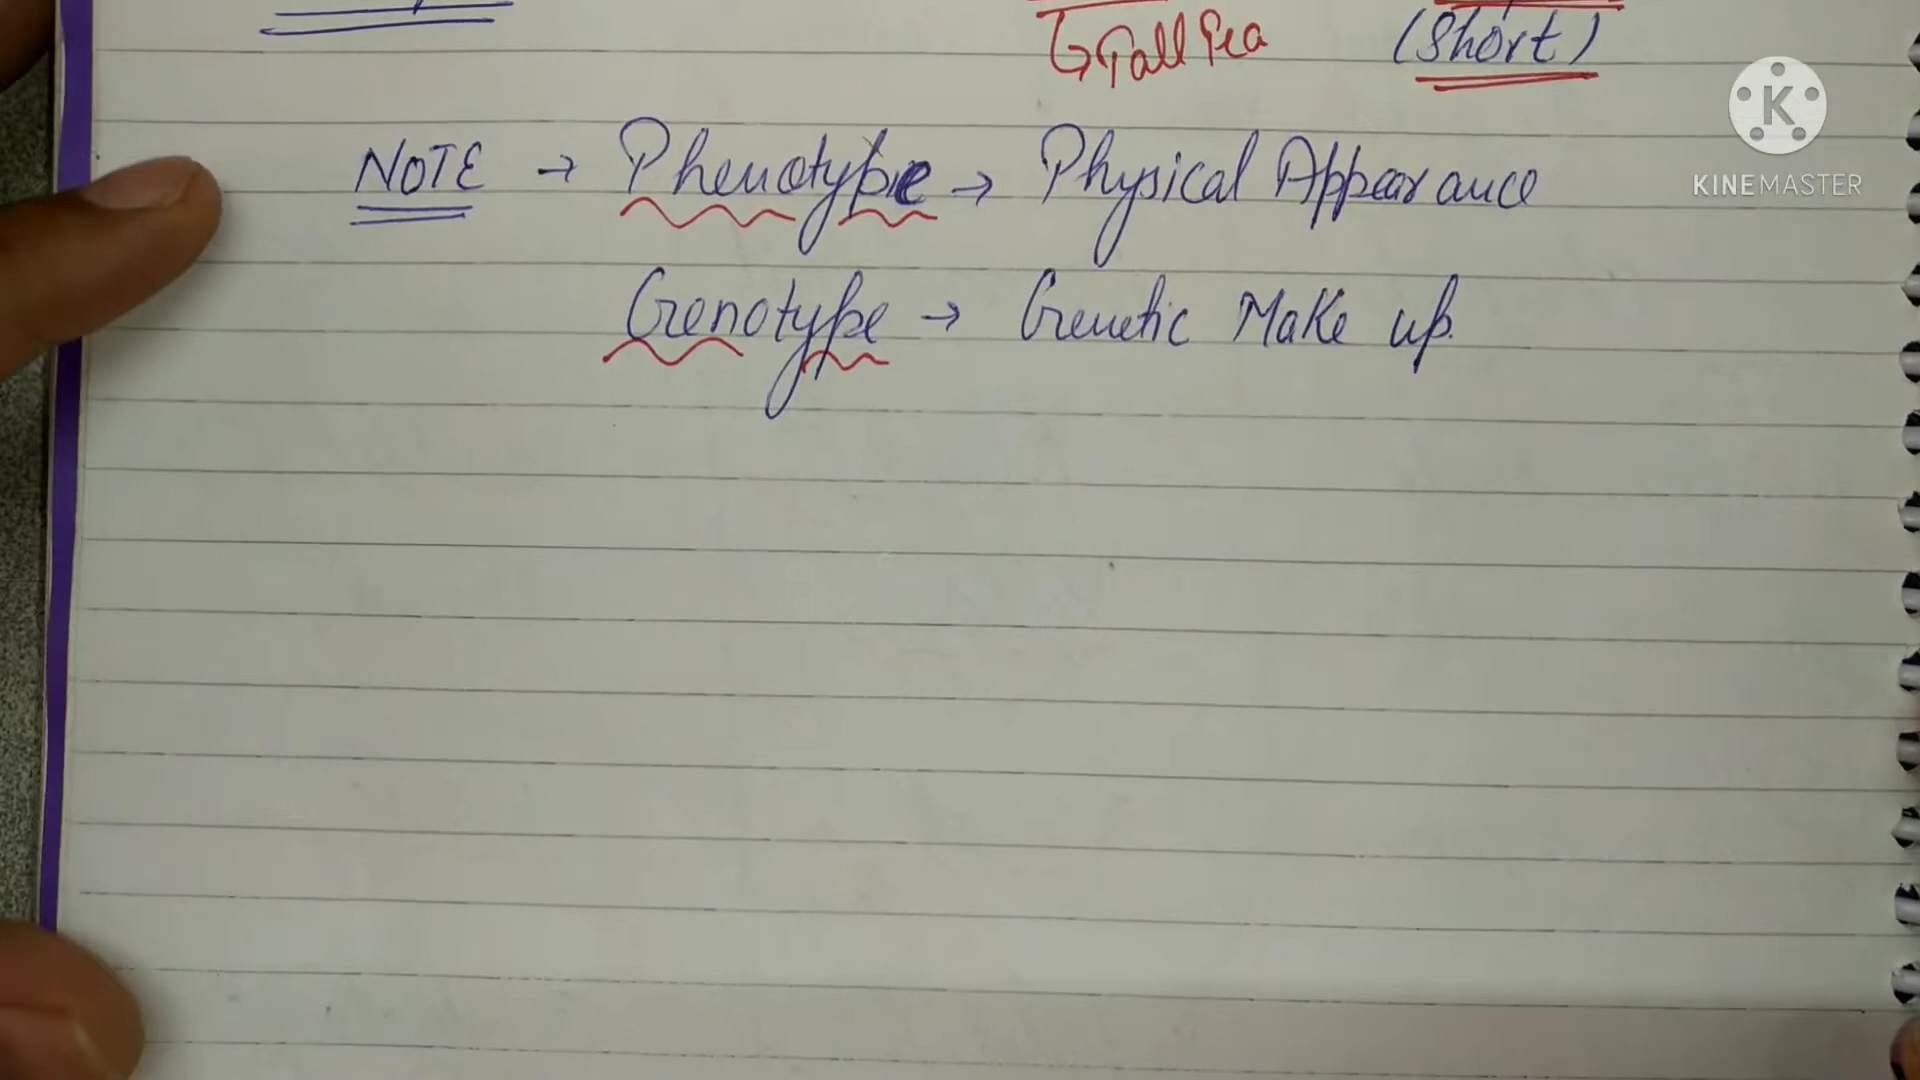 ↳ Tall Pea (Short)
NOTE → Phenotype → Physical Appearance
Genotype → Genetic Make up.
KINEMASTER